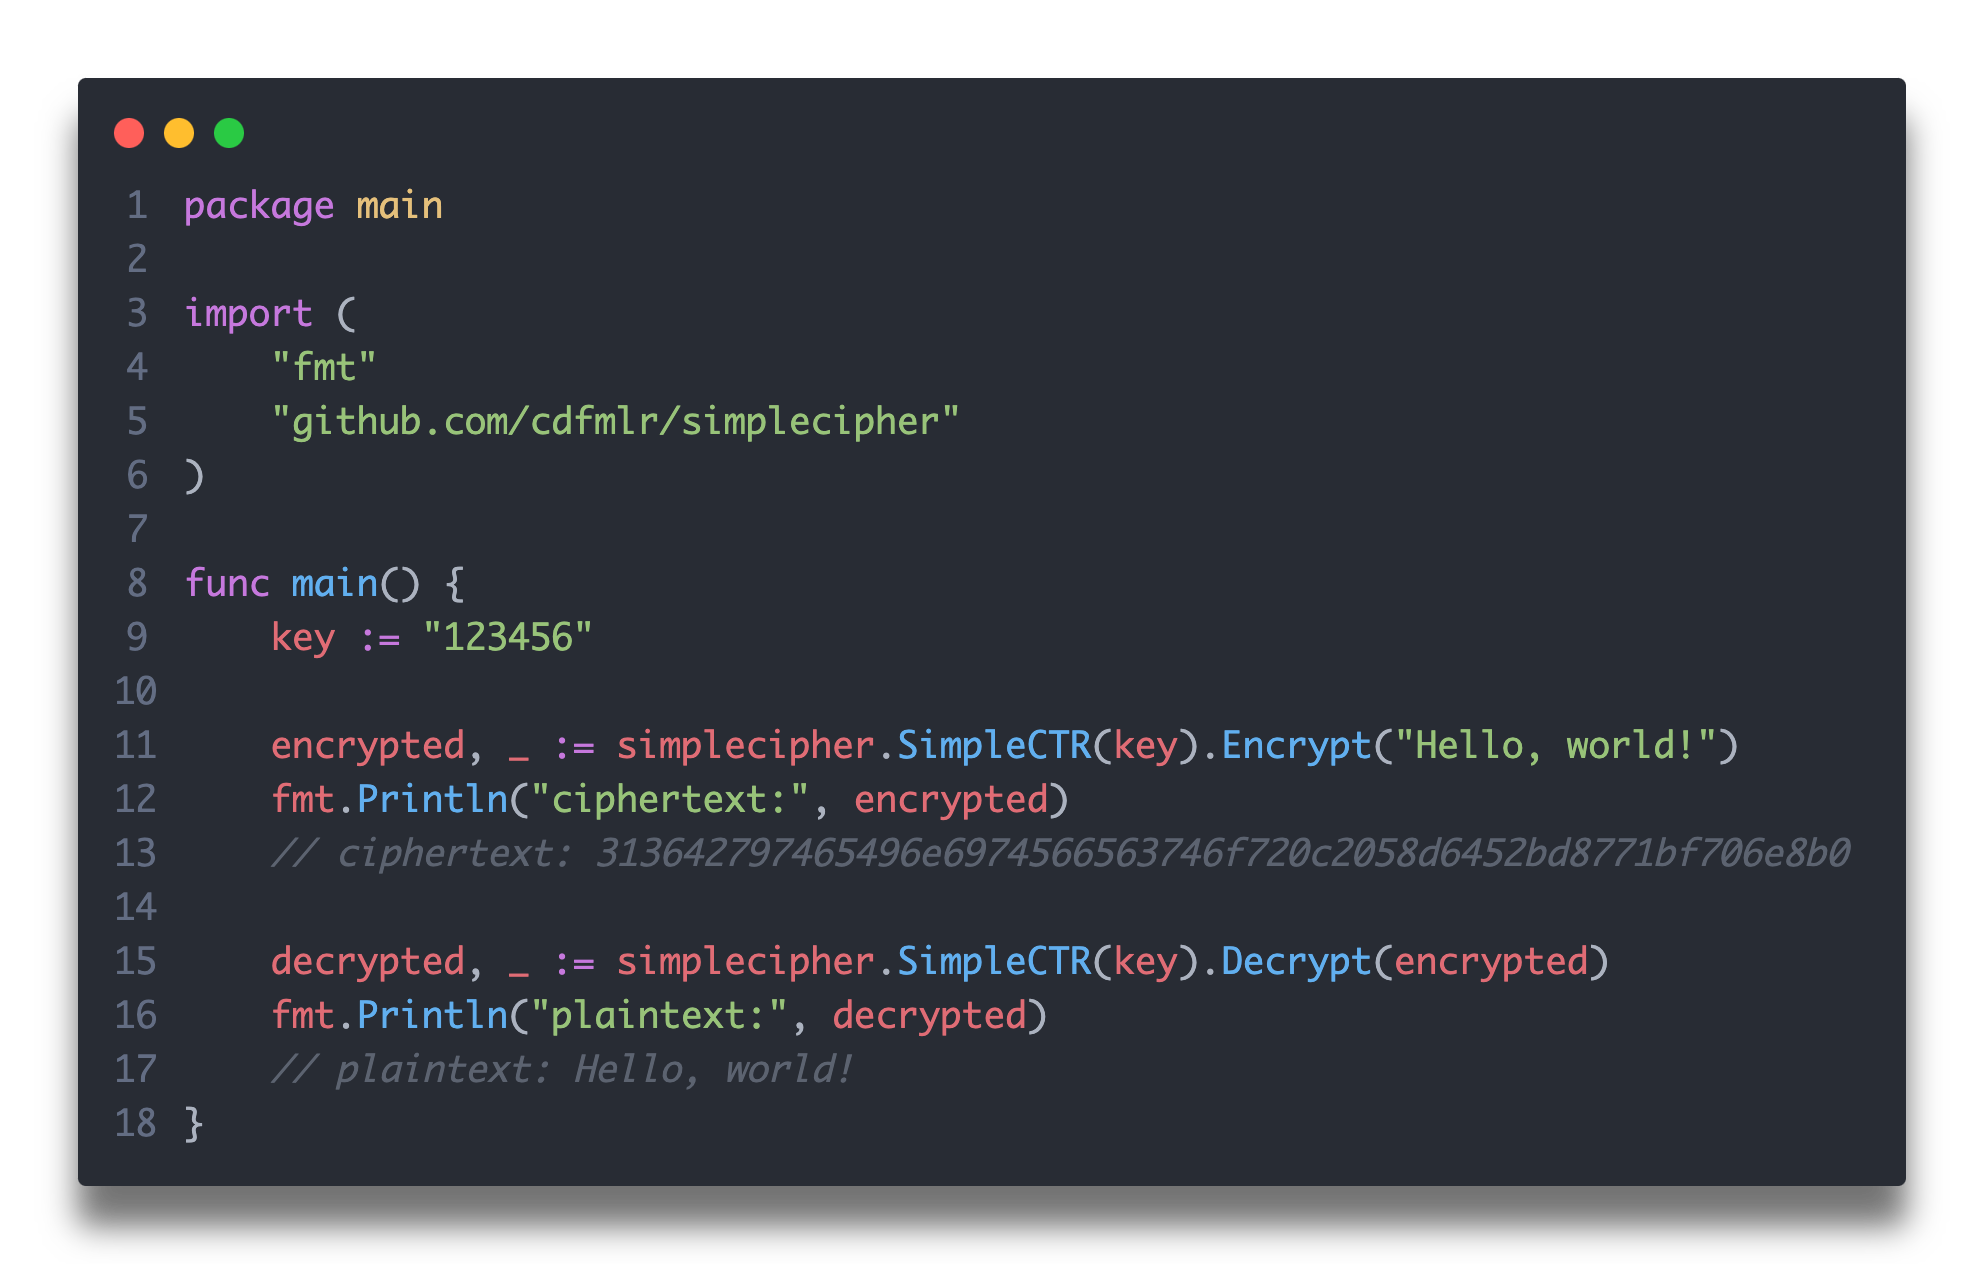 1 package main
2
3 import (
4     "fmt"
5     "github.com/cdfmlr/simplecipher"
6 )
7
8 func main() {
9     key := "123456"
10
11     encrypted, _ := simplecipher.SimpleCTR(key).Encrypt("Hello, world!")
12     fmt.Println("ciphertext:", encrypted)
13     // ciphertext: 313642797465496e6974566563746f720c2058d6452bd8771bf706e8b0
14
15     decrypted, _ := simplecipher.SimpleCTR(key).Decrypt(encrypted)
16     fmt.Println("plaintext:", decrypted)
17     // plaintext: Hello, world!
18 }